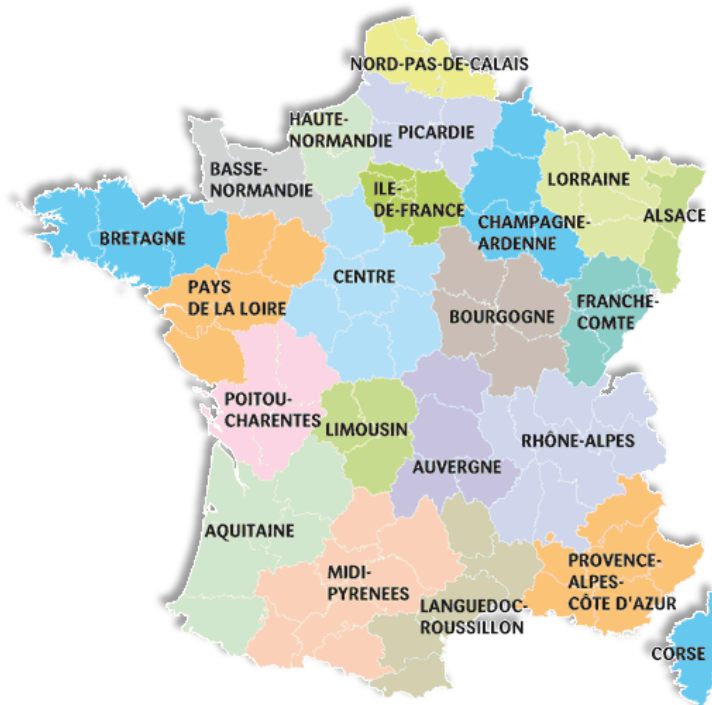 NORD-PAS-DE-CALAIS
HAUTE-
NORMANDIE
PICARDIE
BASSE-
NORMANDIE
ILE-
DE-FRANCE
LORRAINE
ALSACE
CHAMPAGNE-
ARDENNE
BRETAGNE
PAYS
DE LA LOIRE
CENTRE
BOURGOGNE
FRANCHE-
COMTE
POITOU-
CHARENTES
LIMOUSIN
AUVERGNE
RHÔNE-ALPES
AQUITAINE
MIDI-
PYRENEES
LANGUEDOC-
ROUSSILLON
PROVENCE-
ALPES-
CÔTE D'AZUR
CORSE